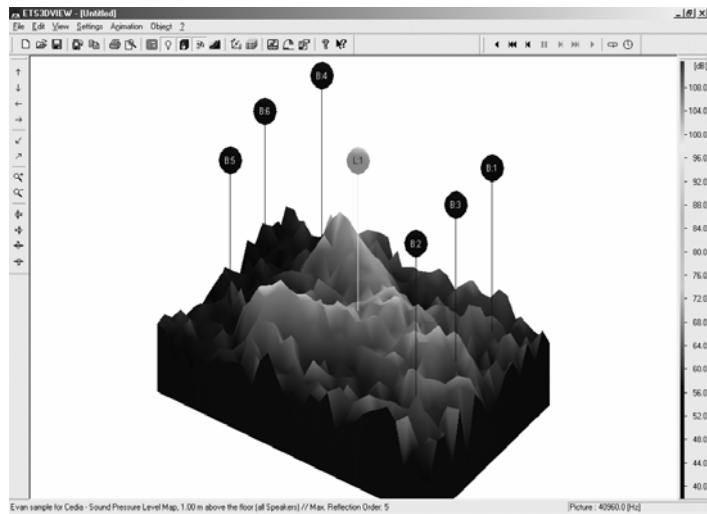 ETS3DVIEW - [Untitled]
File Edit View Settings Animation Object ?
[dB]
108.0
104.0
100.0
96.0
92.0
88.0
84.0
80.0
76.0
72.0
68.0
64.0
60.0
56.0
52.0
48.0
44.0
40.0
B:4
B:6
B:5
L:1
B:1
B:3
B:2
Evan sample for Cedia - Sound Pressure Level Map, 1.00 m above the floor (all Speakers) // Max. Reflection Order: 5
Picture : 40960.0 [Hz]